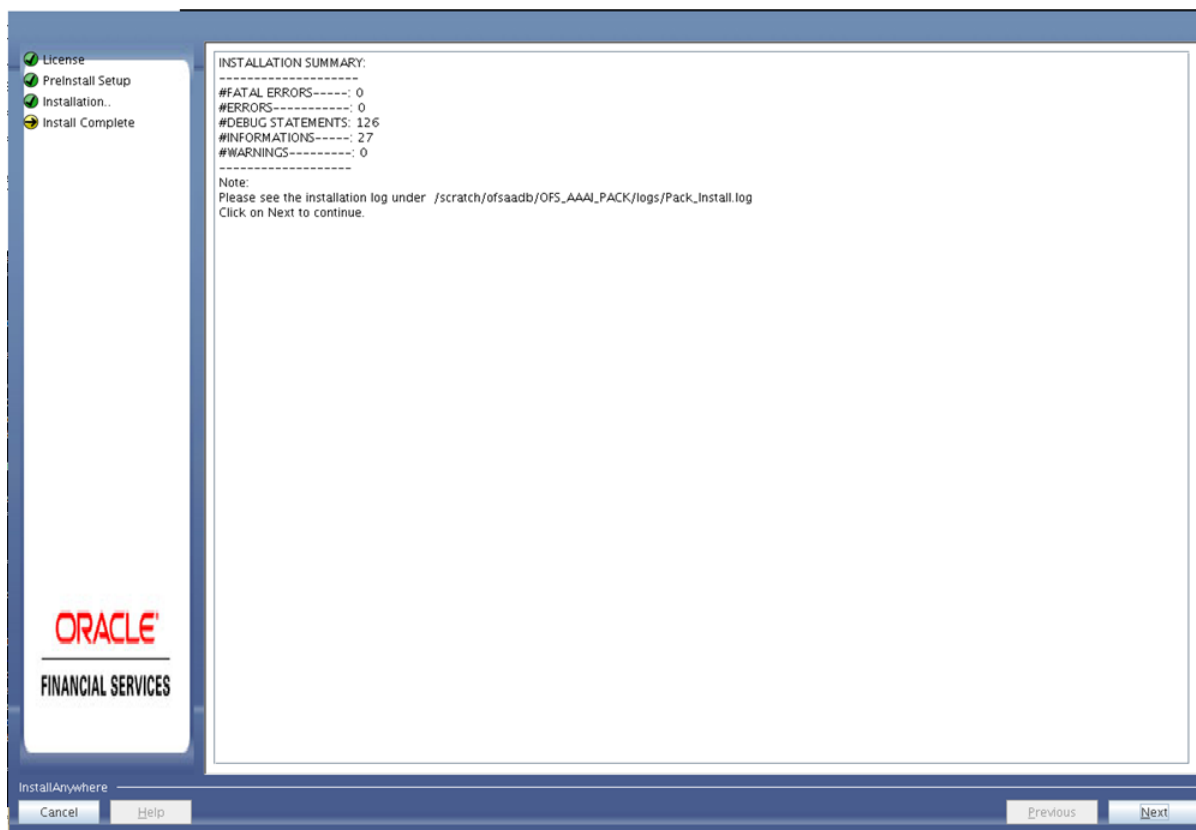 License
PreInstall Setup
Installation..
Install Complete
INSTALLATION SUMMARY:
--------------------
#FATAL ERRORS-----: 0
#ERRORS-----------: 0
#DEBUG STATEMENTS: 126
#INFORMATIONS-----: 27
#WARNINGS---------: 0
-------------------
Note:
Please see the installation log under /scratch/ofsaadb/OFS_AAAI_PACK/logs/Pack_Install.log
Click on Next to continue.
ORACLE
FINANCIAL SERVICES
InstallAnywhere
Cancel
Help
Previous
Next